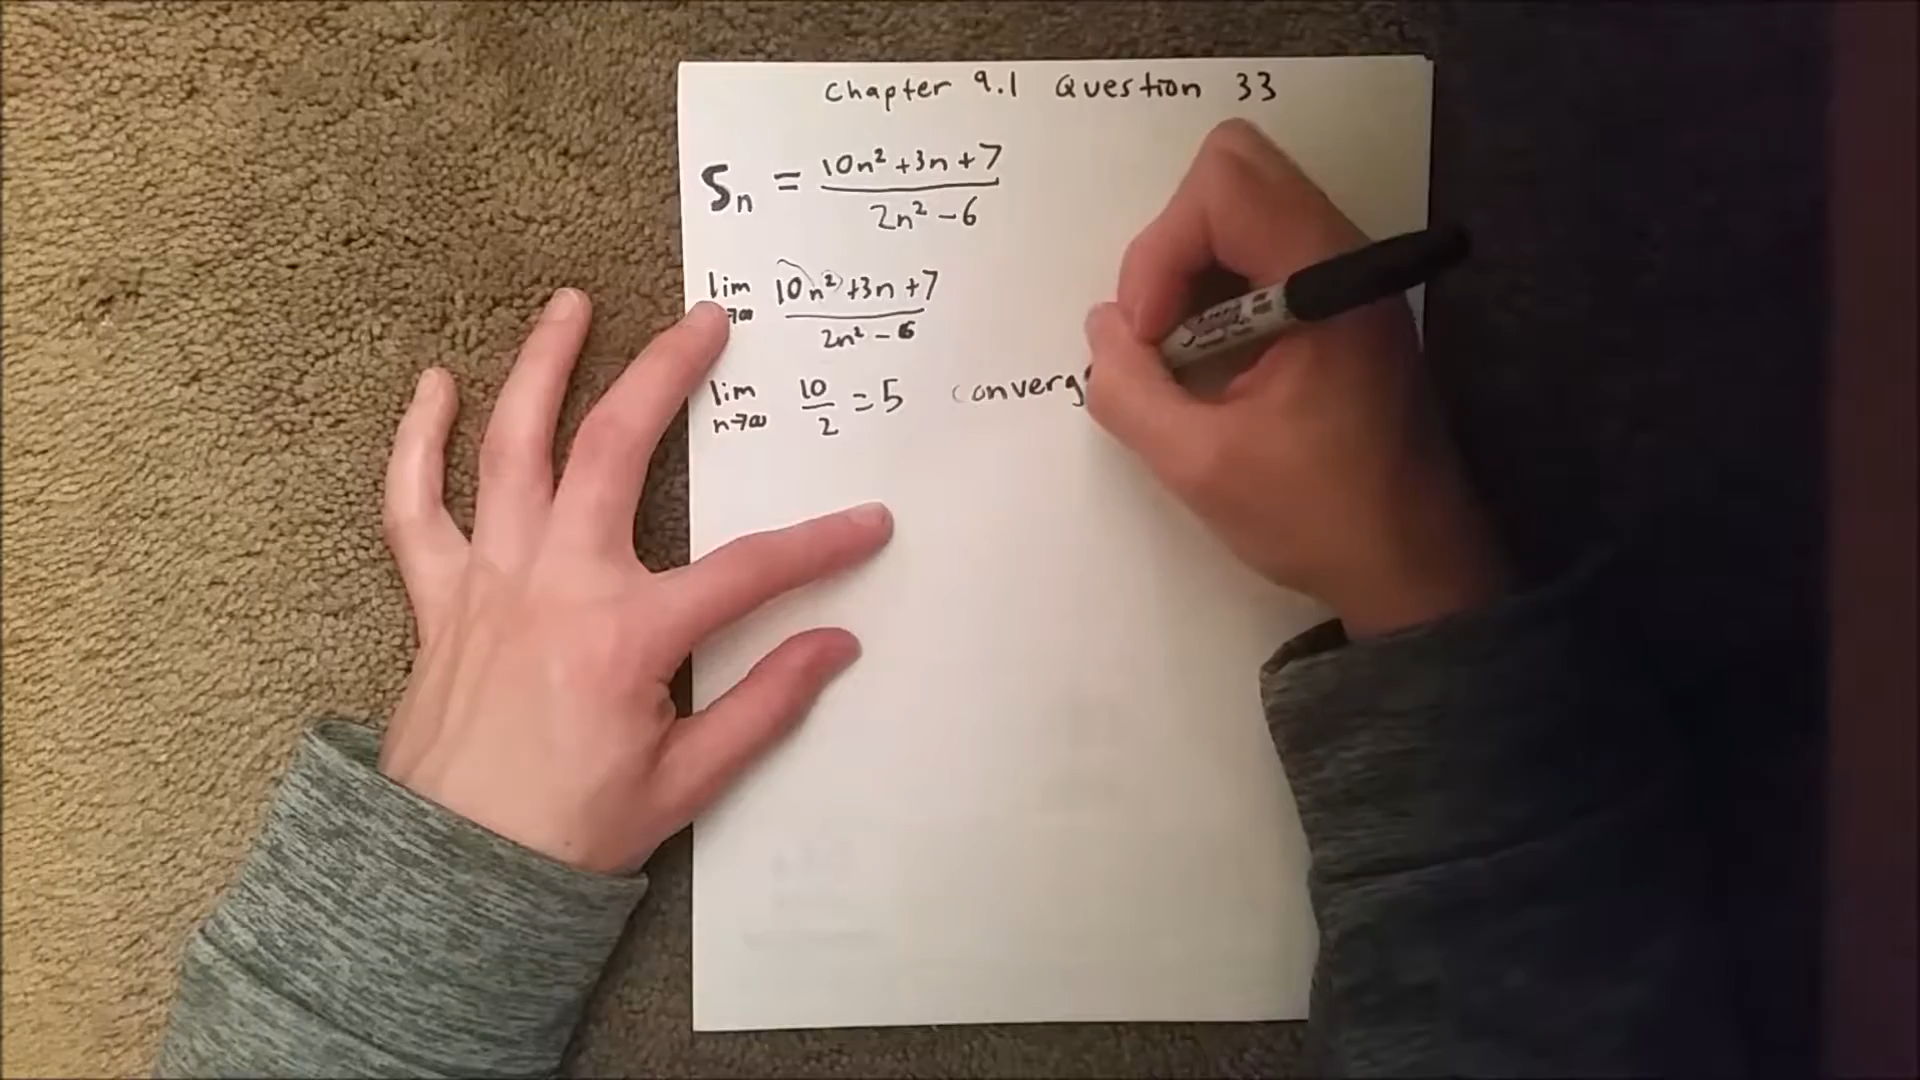 Chapter 9.1 Question 33
Sn = 10n² + 3n + 7 / 2n² - 6
lim →∞ 10n² + 3n + 7 / 2n² - 6
lim n→∞ 10 / 2 = 5 converg